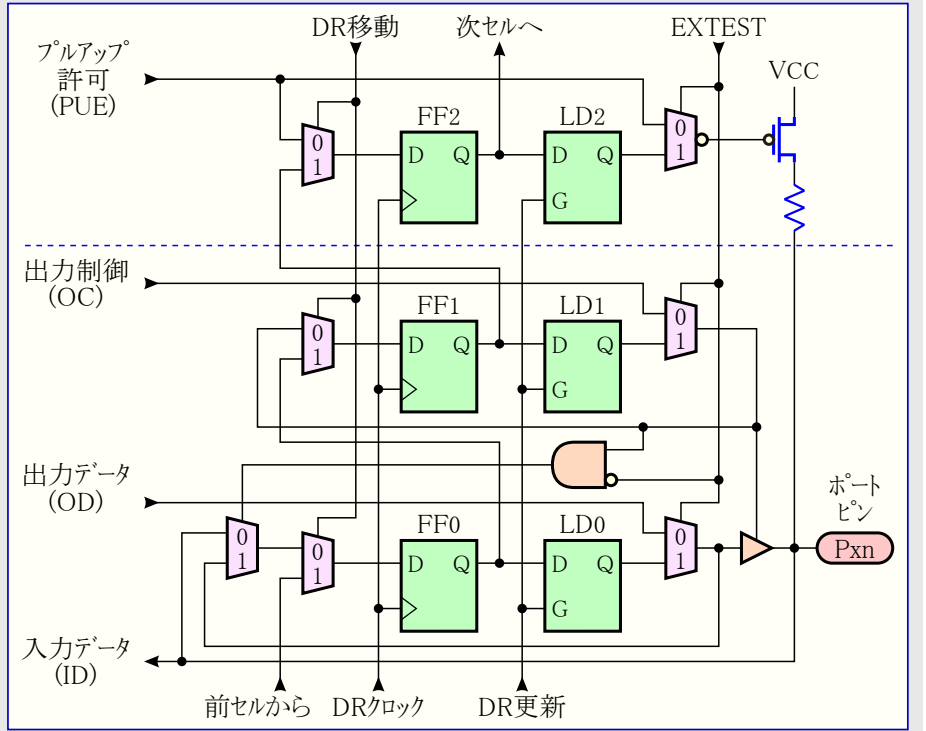 DR移動
次セルへ
EXTEST
プルアップ
許可
(PUE)
VCC
FF2
LD2
0
1
D Q
D Q
G
0
1
出力制御
(OC)
FF1
LD1
0
1
D Q
D Q
G
0
1
出力データ
(OD)
ポート
ピン
FF0
LD0
0
1
0
1
D Q
D Q
G
0
1
Pxn
入力データ
(ID)
前セルから
DRクロック
DR更新